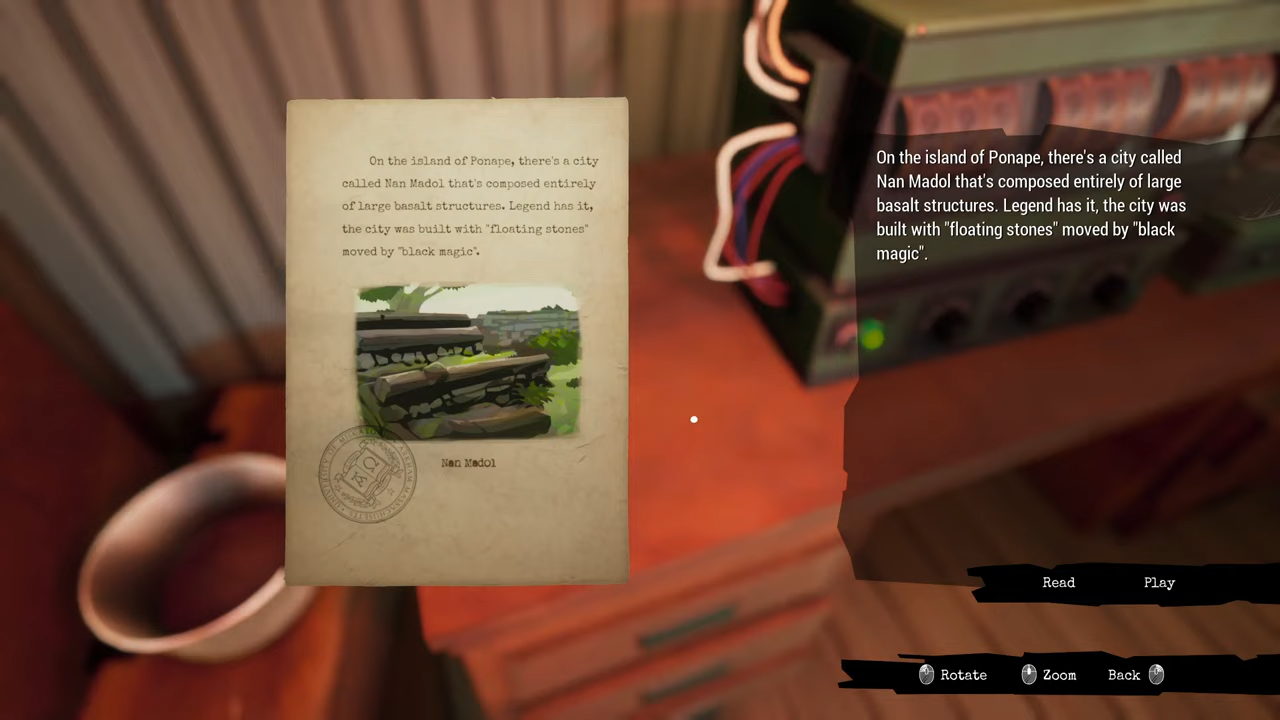 On the island of Ponape, there's a city
called Nan Madol that's composed entirely
of large basalt structures. Legend has it,
the city was built with "floating stones"
moved by "black magic".
Nan Madol
On the island of Ponape, there's a city called
Nan Madol that's composed entirely of large
basalt structures. Legend has it, the city was
built with "floating stones" moved by "black
magic".
Read
Play
Rotate
Zoom
Back